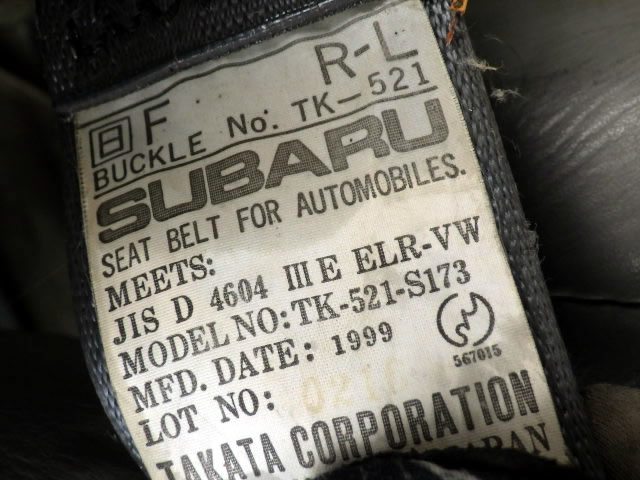 R-L
日 F
BUCKLE No: TK-521
SUBARU
SEAT BELT FOR AUTOMOBILES.
MEETS:
JIS D 4604 III E ELR-VW
MODEL NO: TK-521-S173
MFD. DATE: 1999
567015
LOT NO:
TAKATA CORPORATION